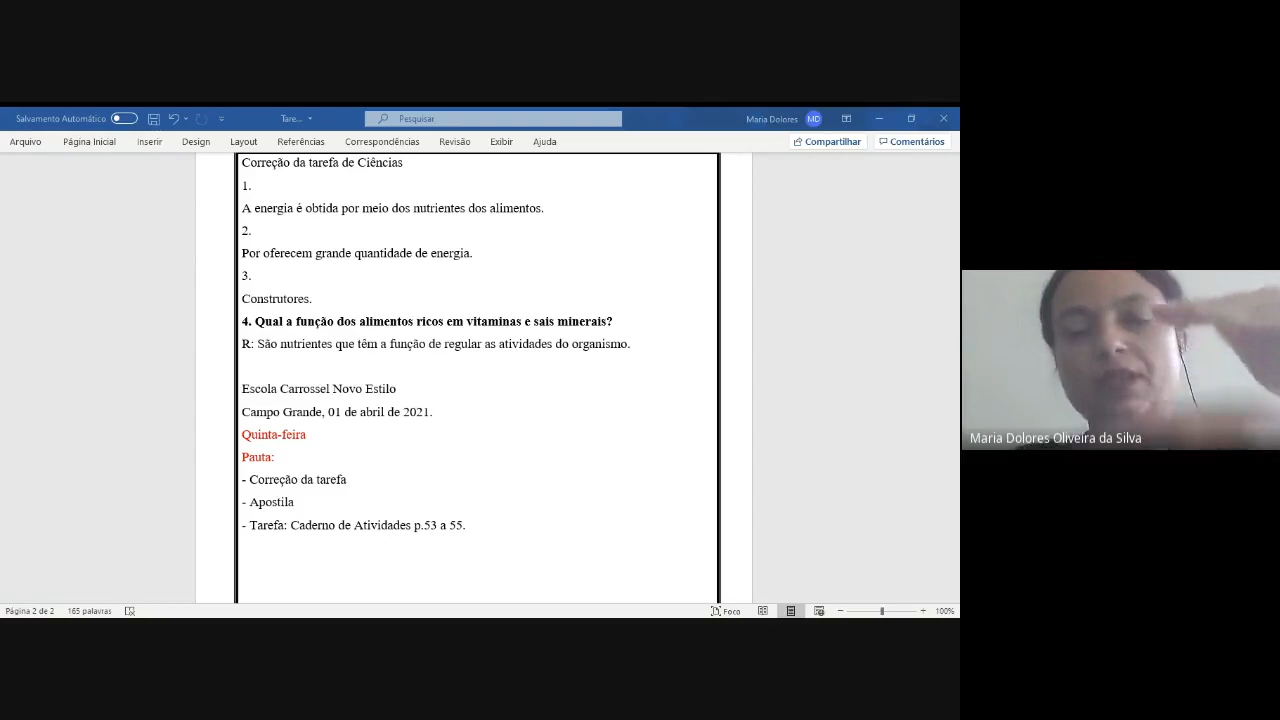 Salvamento Automático
Tare...
Pesquisar
Maria Dolores
MD
Arquivo
Página Inicial
Inserir
Design
Layout
Referências
Correspondências
Revisão
Exibir
Ajuda
Compartilhar
Comentários
Correção da tarefa de Ciências
1.
A energia é obtida por meio dos nutrientes dos alimentos.
2.
Por oferecem grande quantidade de energia.
3.
Construtores.
4. Qual a função dos alimentos ricos em vitaminas e sais minerais?
R: São nutrientes que têm a função de regular as atividades do organismo.
Escola Carrossel Novo Estilo
Campo Grande, 01 de abril de 2021.
Quinta-feira
Pauta:
- Correção da tarefa
- Apostila
- Tarefa: Caderno de Atividades p.53 a 55.
Maria Dolores Oliveira da Silva
Página 2 de 2
165 palavras
Foco
100%